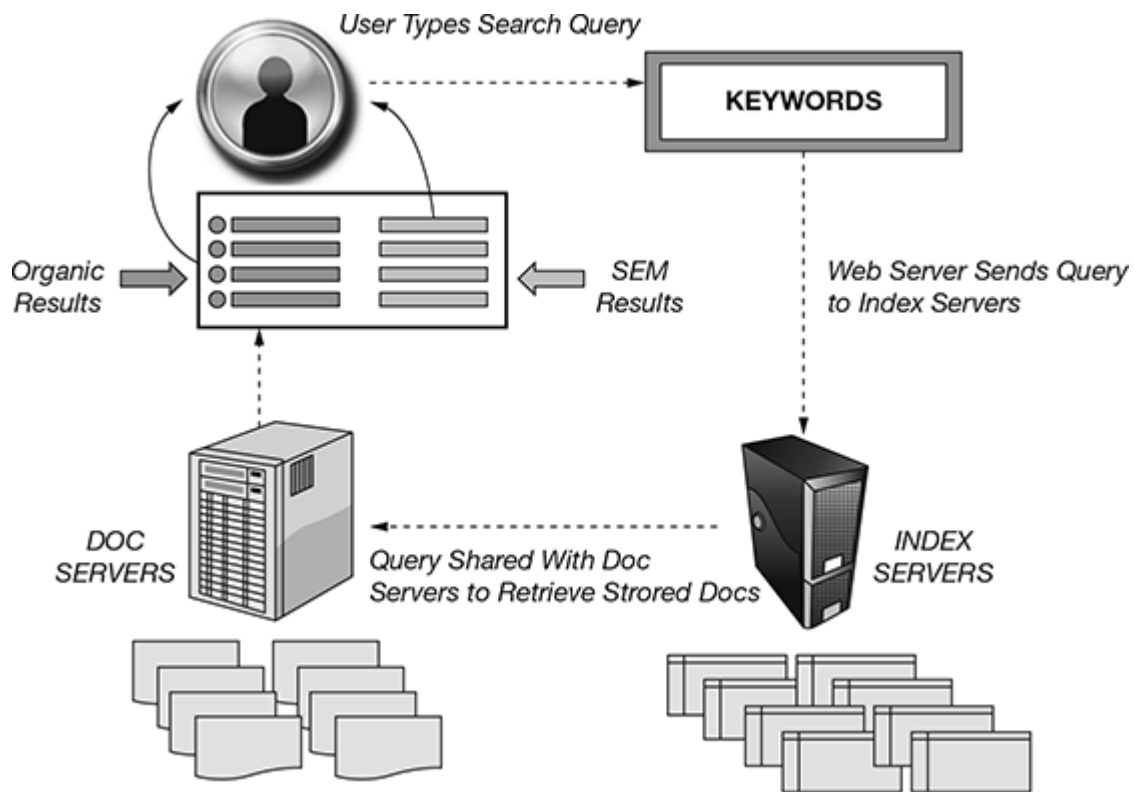 User Types Search Query
KEYWORDS
Organic
Results
SEM
Results
Web Server Sends Query
to Index Servers
DOC
SERVERS
Query Shared With Doc
Servers to Retrieve Strored Docs
INDEX
SERVERS